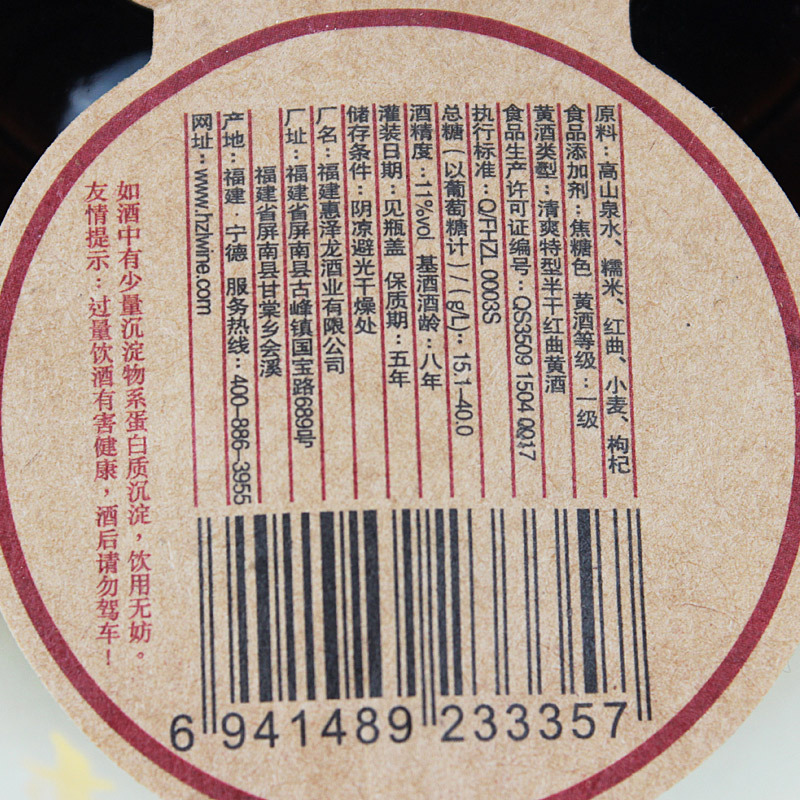 原料：高山泉水、糯米、红曲、小麦、枸杞
食品添加剂：焦糖色 黄酒等级：一级
黄酒类型：清爽特型半干红曲黄酒
食品生产许可证编号：QS3509 1504 0017
执行标准：Q/FHZL 0003S
总糖（以葡萄糖计）/（g/L）：15.1-40.0
酒精度：11%vol 基酒酒龄：八年
灌装日期：见瓶盖 保质期：五年
储存条件：阴凉避光干燥处
厂名：福建惠泽龙酒业有限公司
厂址：福建省屏南县古峰镇国宝路689号
福建省屏南县甘棠乡会溪
产地：福建·宁德 服务热线：400-886-3955
网址：www.hzlwine.com
如酒中有少量沉淀物系蛋白质沉淀，饮用无妨。
友情提示：过量饮酒有害健康，酒后请勿驾车！
6 941489 233357